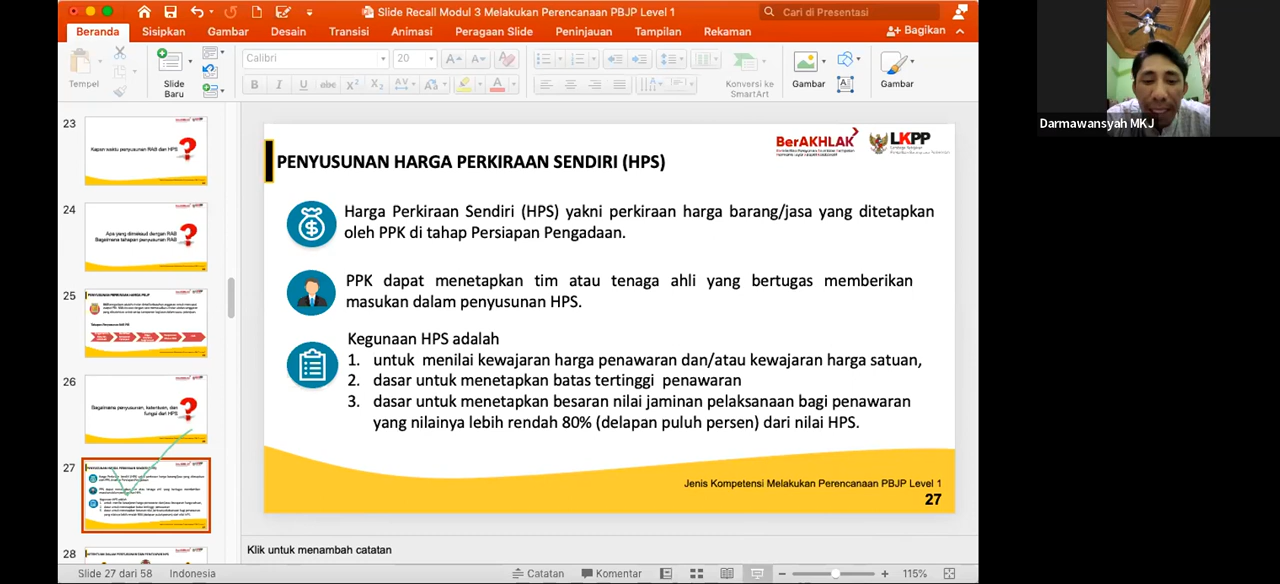 Slide Recall Modul 3 Melakukan Perencanaan PBJP Level 1
Cari di Presentasi
Beranda Sisipkan Gambar Desain Transisi Animasi Peragaan Slide Peninjauan Tampilan Rekaman Bagikan
Calibri 20
Tempel
Slide
Baru
B I U abc X² X₂ AV
Konversi ke
SmartArt
Gambar
Gambar
23
Kapan waktu penyusunan RAB dan HPS
24
Apa yang dimaksud dengan RAB
Bagaimana tahapan penyusunan RAB
25
26
Bagaimana penyusunan, ketentuan, dan
fungsi dari HPS
27
28
BerAKHLAK LKPP
PENYUSUNAN HARGA PERKIRAAN SENDIRI (HPS)
Harga Perkiraan Sendiri (HPS) yakni perkiraan harga barang/jasa yang ditetapkan
oleh PPK di tahap Persiapan Pengadaan.
PPK dapat menetapkan tim atau tenaga ahli yang bertugas memberikan
masukan dalam penyusunan HPS.
Kegunaan HPS adalah
1. untuk menilai kewajaran harga penawaran dan/atau kewajaran harga satuan,
2. dasar untuk menetapkan batas tertinggi penawaran
3. dasar untuk menetapkan besaran nilai jaminan pelaksanaan bagi penawaran
yang nilainya lebih rendah 80% (delapan puluh persen) dari nilai HPS.
Jenis Kompetensi Melakukan Perencanaan PBJP Level 1
27
Klik untuk menambah catatan
Slide 27 dari 58 Indonesia Catatan Komentar 115%
Darmawansyah MKJ